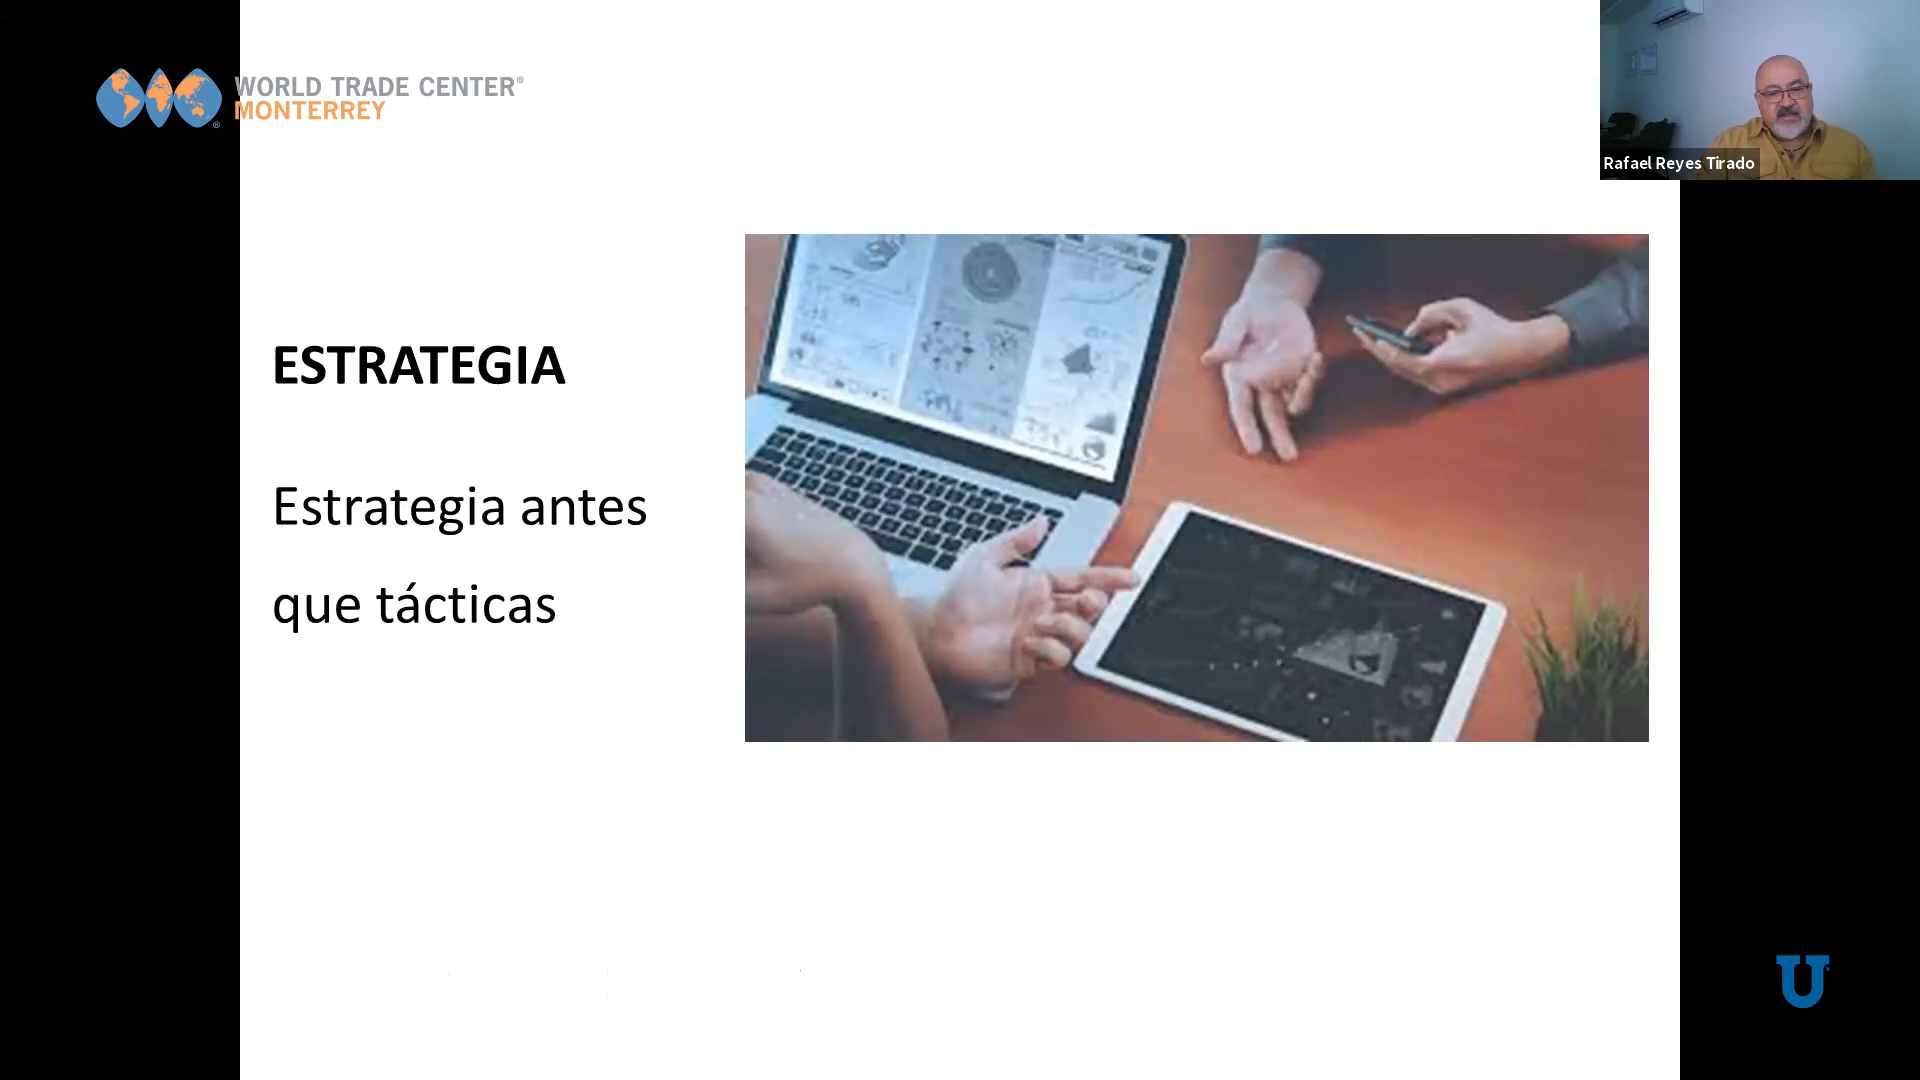 WORLD TRADE CENTER®
MONTERREY
®
Rafael Reyes Tirado
ESTRATEGIA
Estrategia antes
que tácticas
U